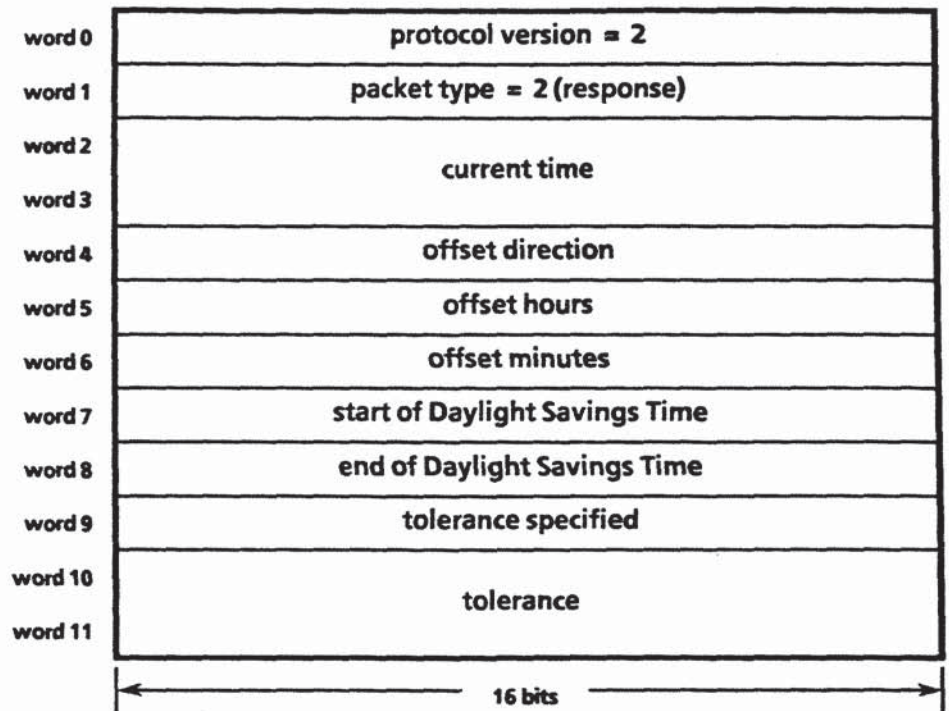 word 0 protocol version = 2
word 1 packet type = 2 (response)
word 2
current time
word 3
word 4 offset direction
word 5 offset hours
word 6 offset minutes
word 7 start of Daylight Savings Time
word 8 end of Daylight Savings Time
word 9 tolerance specified
word 10
tolerance
word 11
16 bits